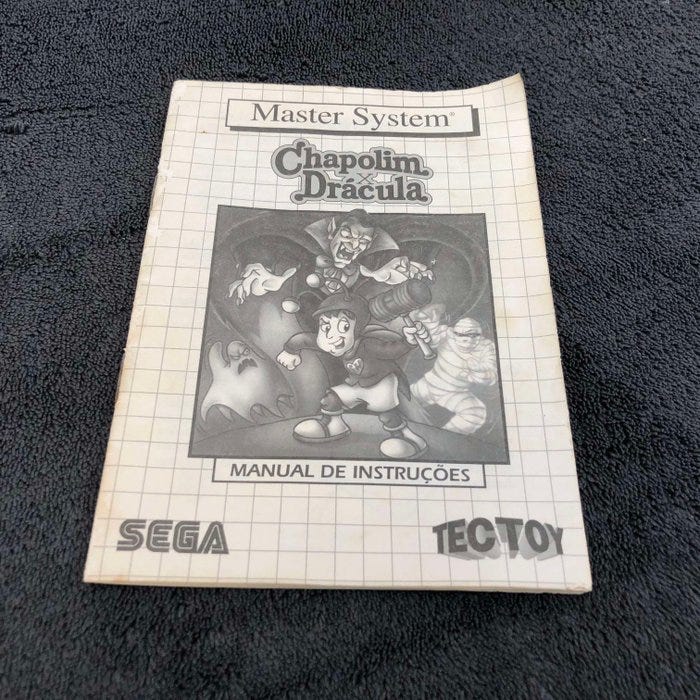 Master System®
Chapolim
x
Drácula
MANUAL DE INSTRUÇÕES
SEGA
TECTOY